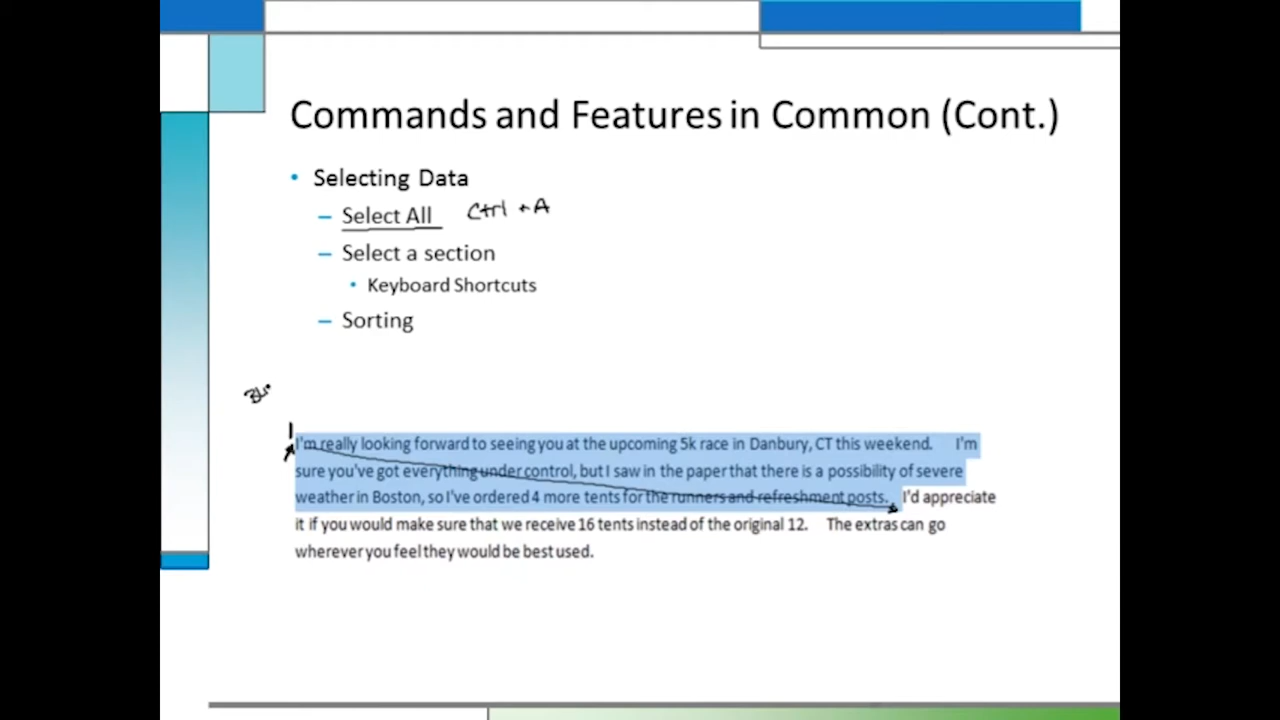 Commands and Features in Common (Cont.)
• Selecting Data
– Select All Ctrl + A
– Select a section
• Keyboard Shortcuts
– Sorting
I'm really looking forward to seeing you at the upcoming 5k race in Danbury, CT this weekend. I'm
sure you've got everything under control, but I saw in the paper that there is a possibility of severe
weather in Boston, so I've ordered 4 more tents for the runners and refreshment posts. I'd appreciate
it if you would make sure that we receive 16 tents instead of the original 12. The extras can go
wherever you feel they would be best used.